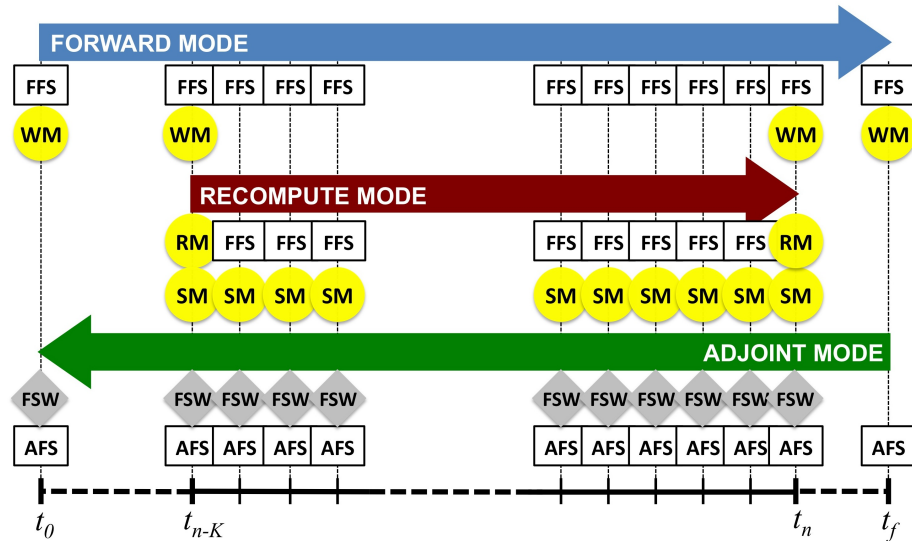 FORWARD MODE
FFS FFS FFS FFS FFS FFS FFS FFS FFS FFS FFS FFS
WM WM WM WM
RECOMPUTE MODE
RM FFS FFS FFS FFS FFS FFS FFS FFS RM
SM SM SM SM SM SM SM SM SM SM
ADJOINT MODE
FSW FSW FSW FSW FSW FSW FSW FSW FSW FSW FSW
AFS AFS AFS AFS AFS AFS AFS AFS AFS AFS AFS AFS
t0 tn-K tn tf